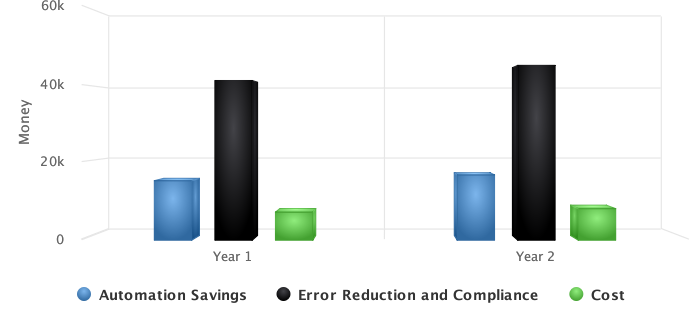 60k
40k
20k
0
Money
Year 1
Year 2
Automation Savings
Error Reduction and Compliance
Cost